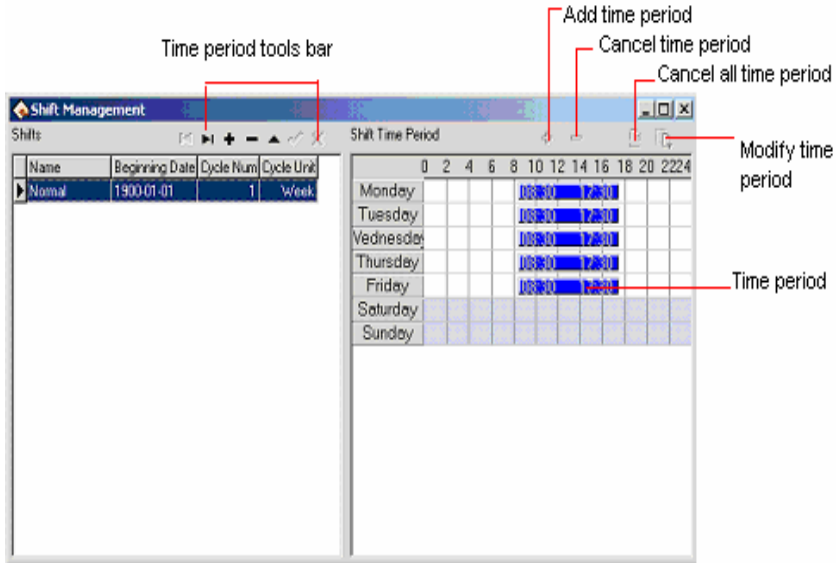 Add time period
Time period tools bar
Cancel time period
Cancel all time period
Shift Management
Shifts
Shift Time Period
Modify time
period
Name Beginning Date Cycle Num Cycle Unit
Normal 1900-01-01 1 Week
0 2 4 6 8 10 12 14 16 18 20 2224
Monday 08:30 17:30
Tuesday 08:30 17:30
Wednesday 08:30 17:30
Thursday 08:30 17:30
Friday 08:30 17:30
Time period
Saturday
Sunday